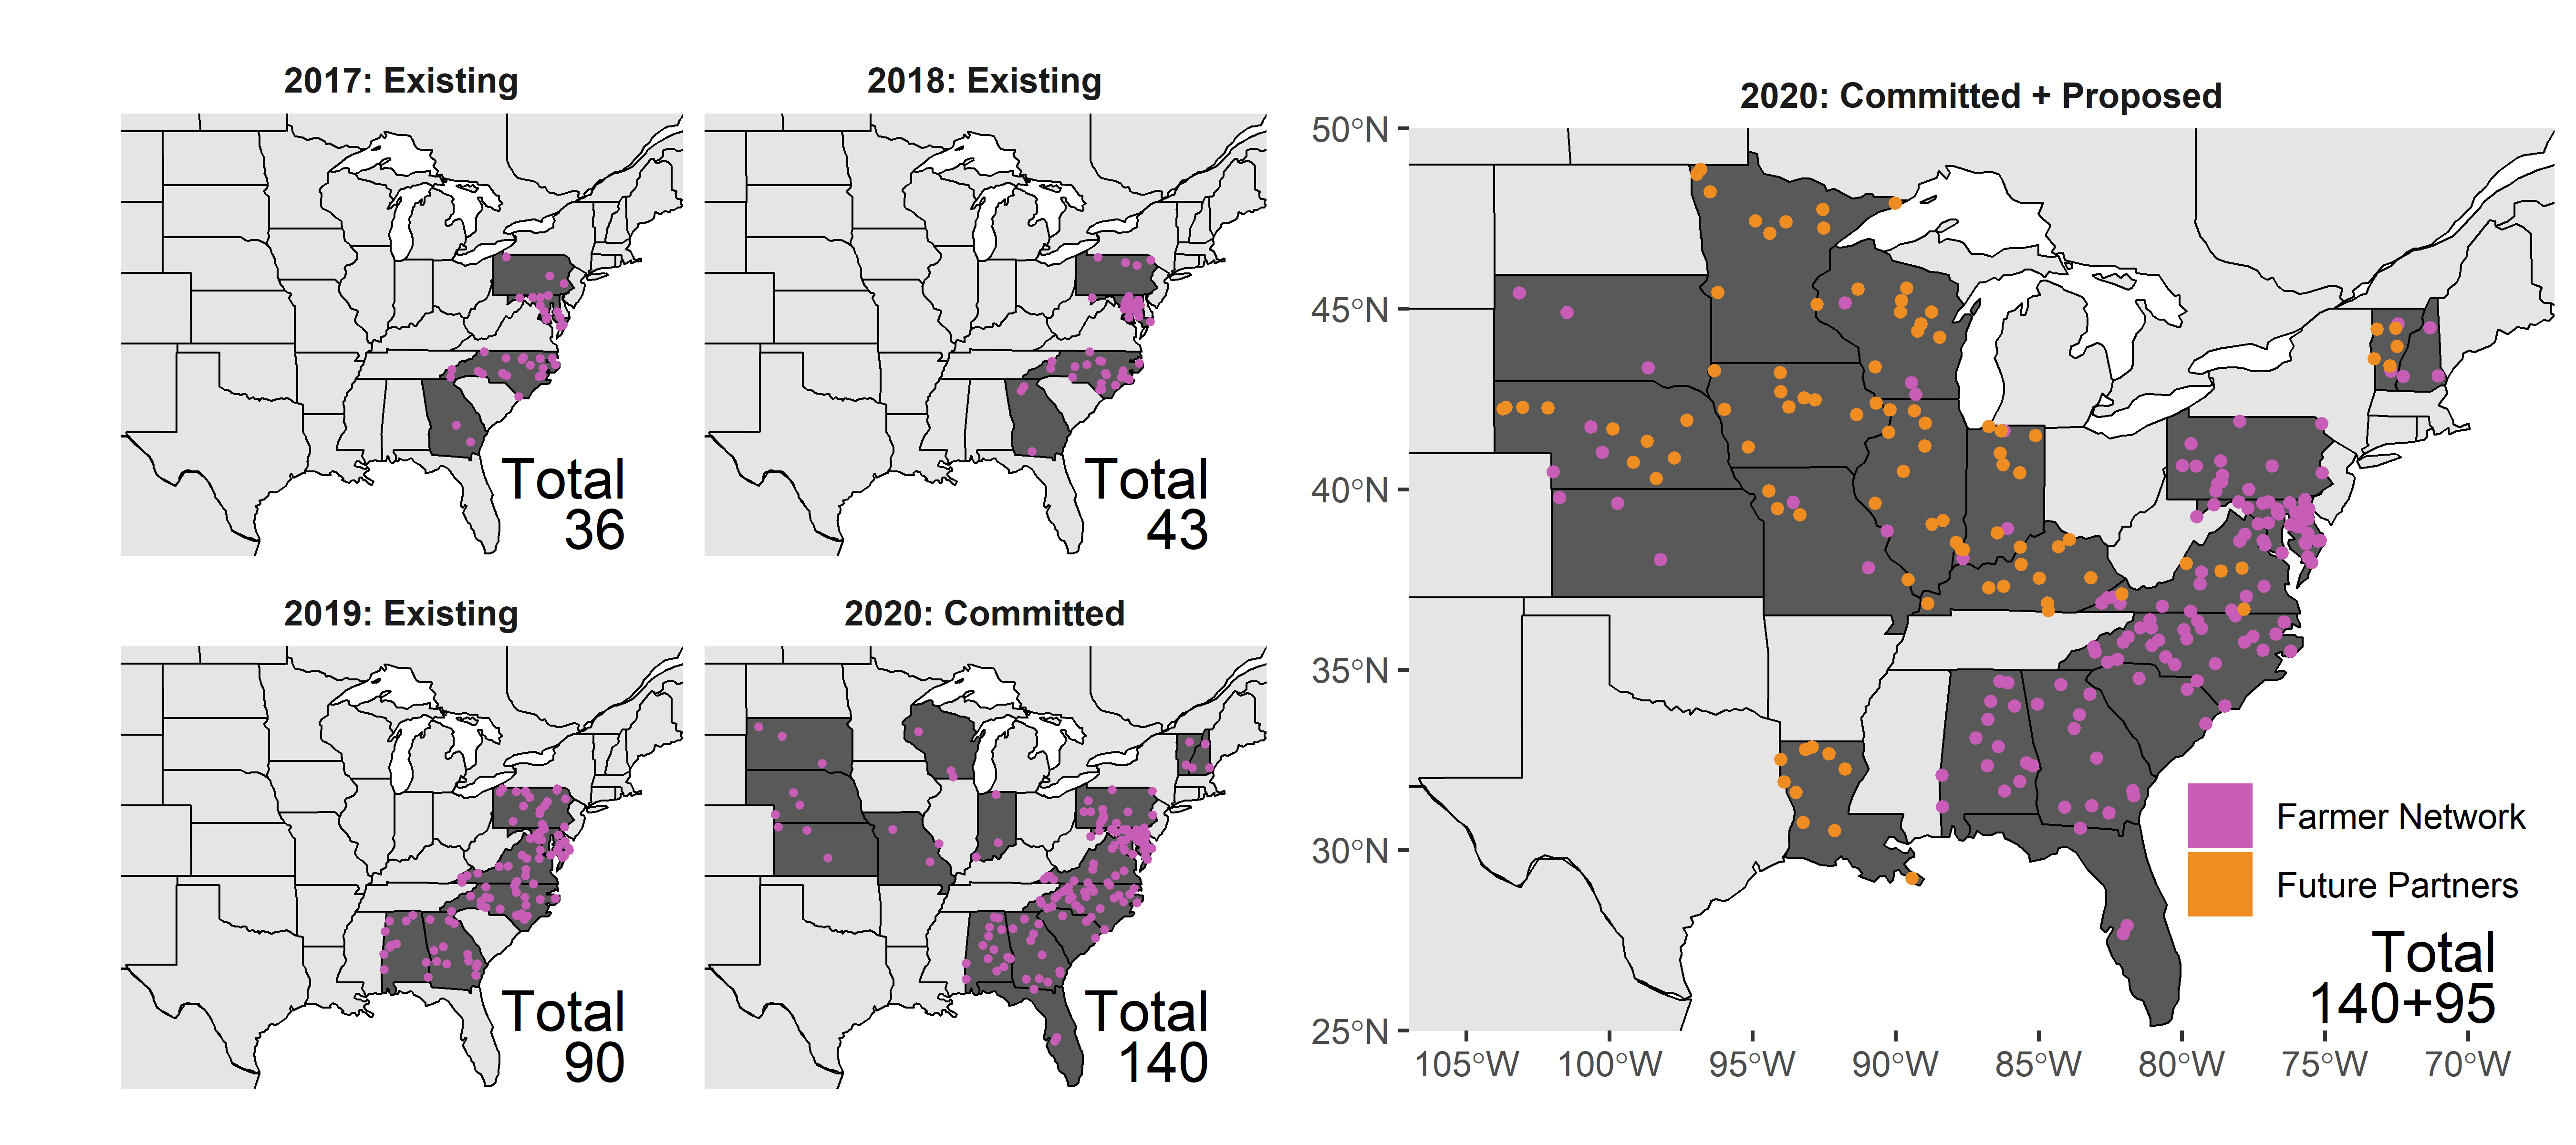 2017: Existing
Total
36
2018: Existing
Total
43
2019: Existing
Total
90
2020: Committed
Total
140
2020: Committed + Proposed
50°N
45°N
40°N
35°N
30°N
25°N
105°W
100°W
95°W
90°W
85°W
80°W
75°W
70°W
Farmer Network
Future Partners
Total
140+95